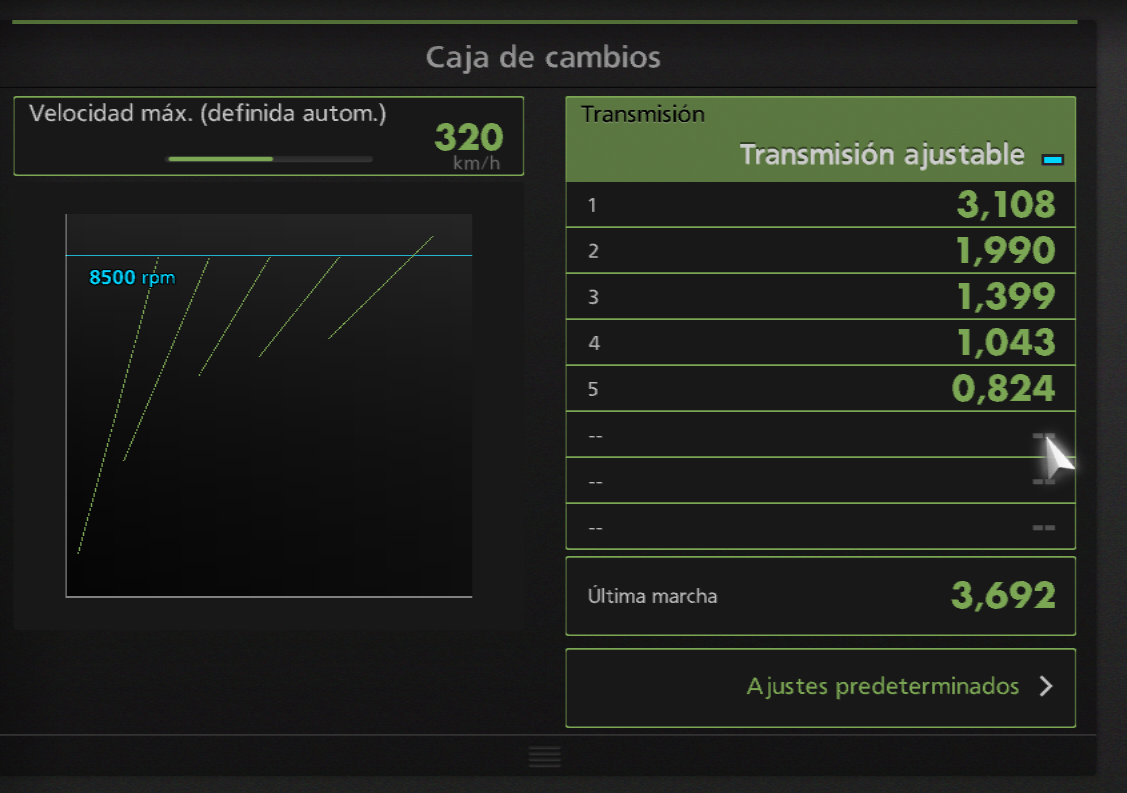 Caja de cambios
Velocidad máx. (definida autom.)
320
km/h
8500 rpm
Transmisión
Transmisión ajustable
1 3,108
2 1,990
3 1,399
4 1,043
5 0,824
-- --
-- --
-- --
Última marcha 3,692
Ajustes predeterminados